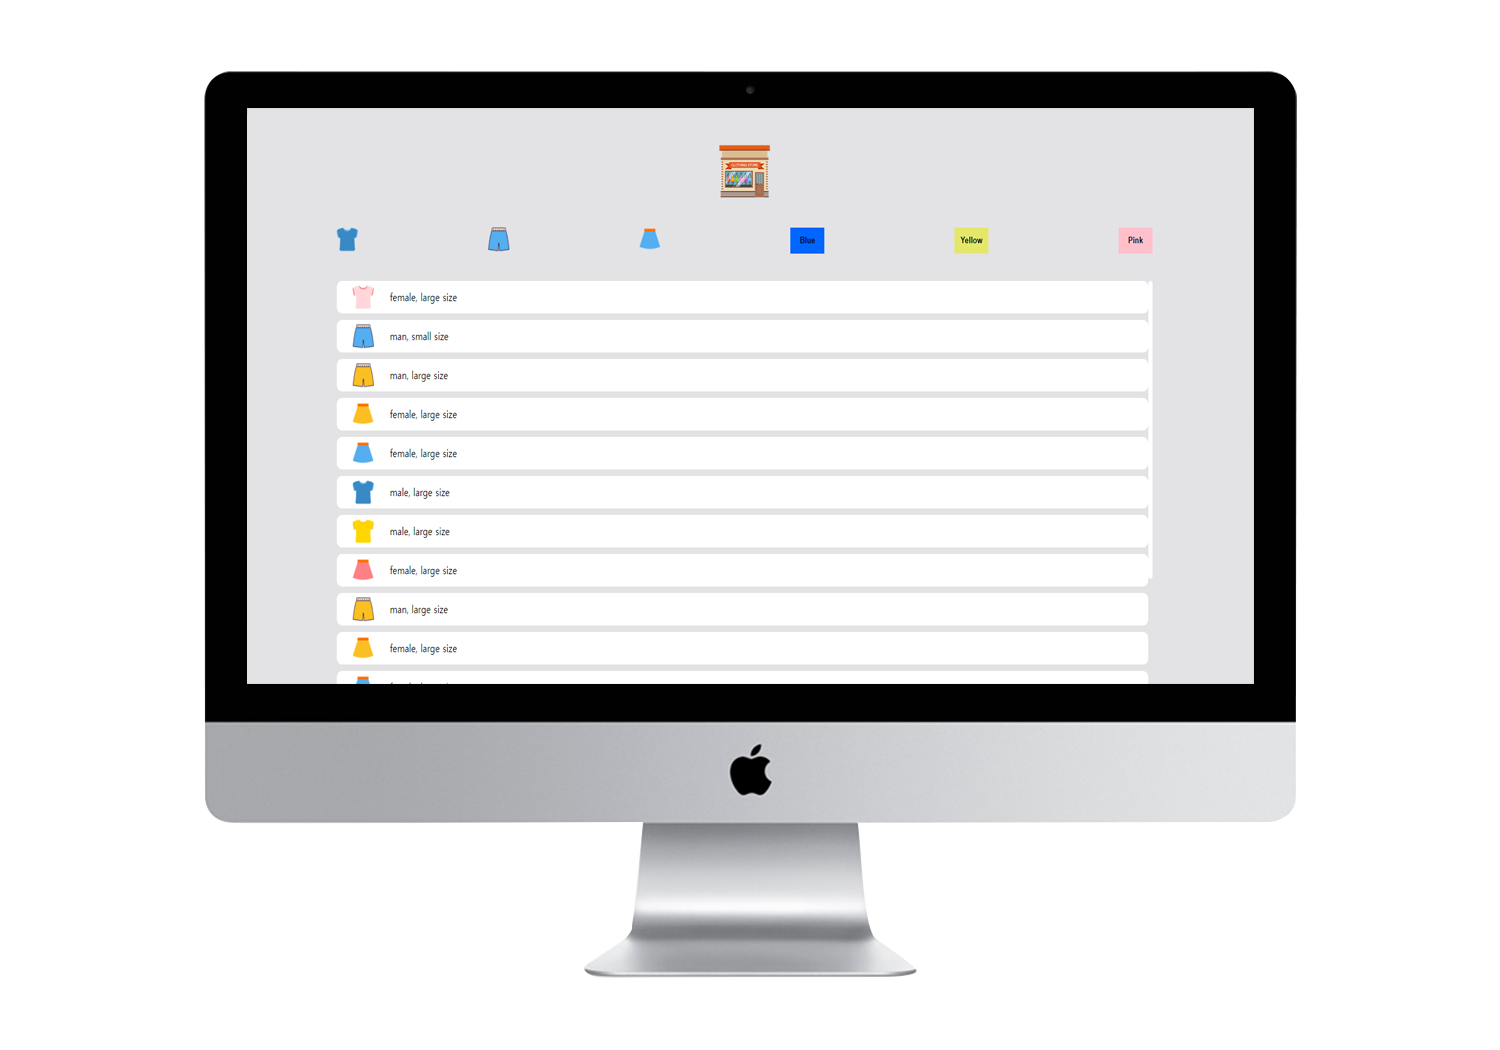 CLOTHING STORE
Blue
Yellow
Pink
female, large size
man, small size
man, large size
female, large size
female, large size
male, large size
male, large size
female, large size
man, large size
female, large size